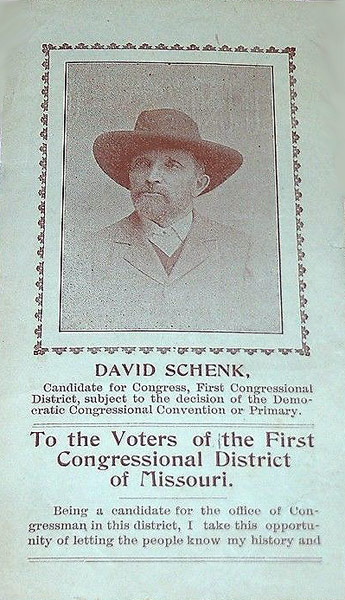 DAVID SCHENK,
Candidate for Congress, First Congressional
District, subject to the decision of the Demo-
cratic Congressional Convention or Primary.
To the Voters of the First
Congressional District
of Missouri.
Being a candidate for the office of Con-
gressman in this district, I take this opportu-
nity of letting the people know my history and